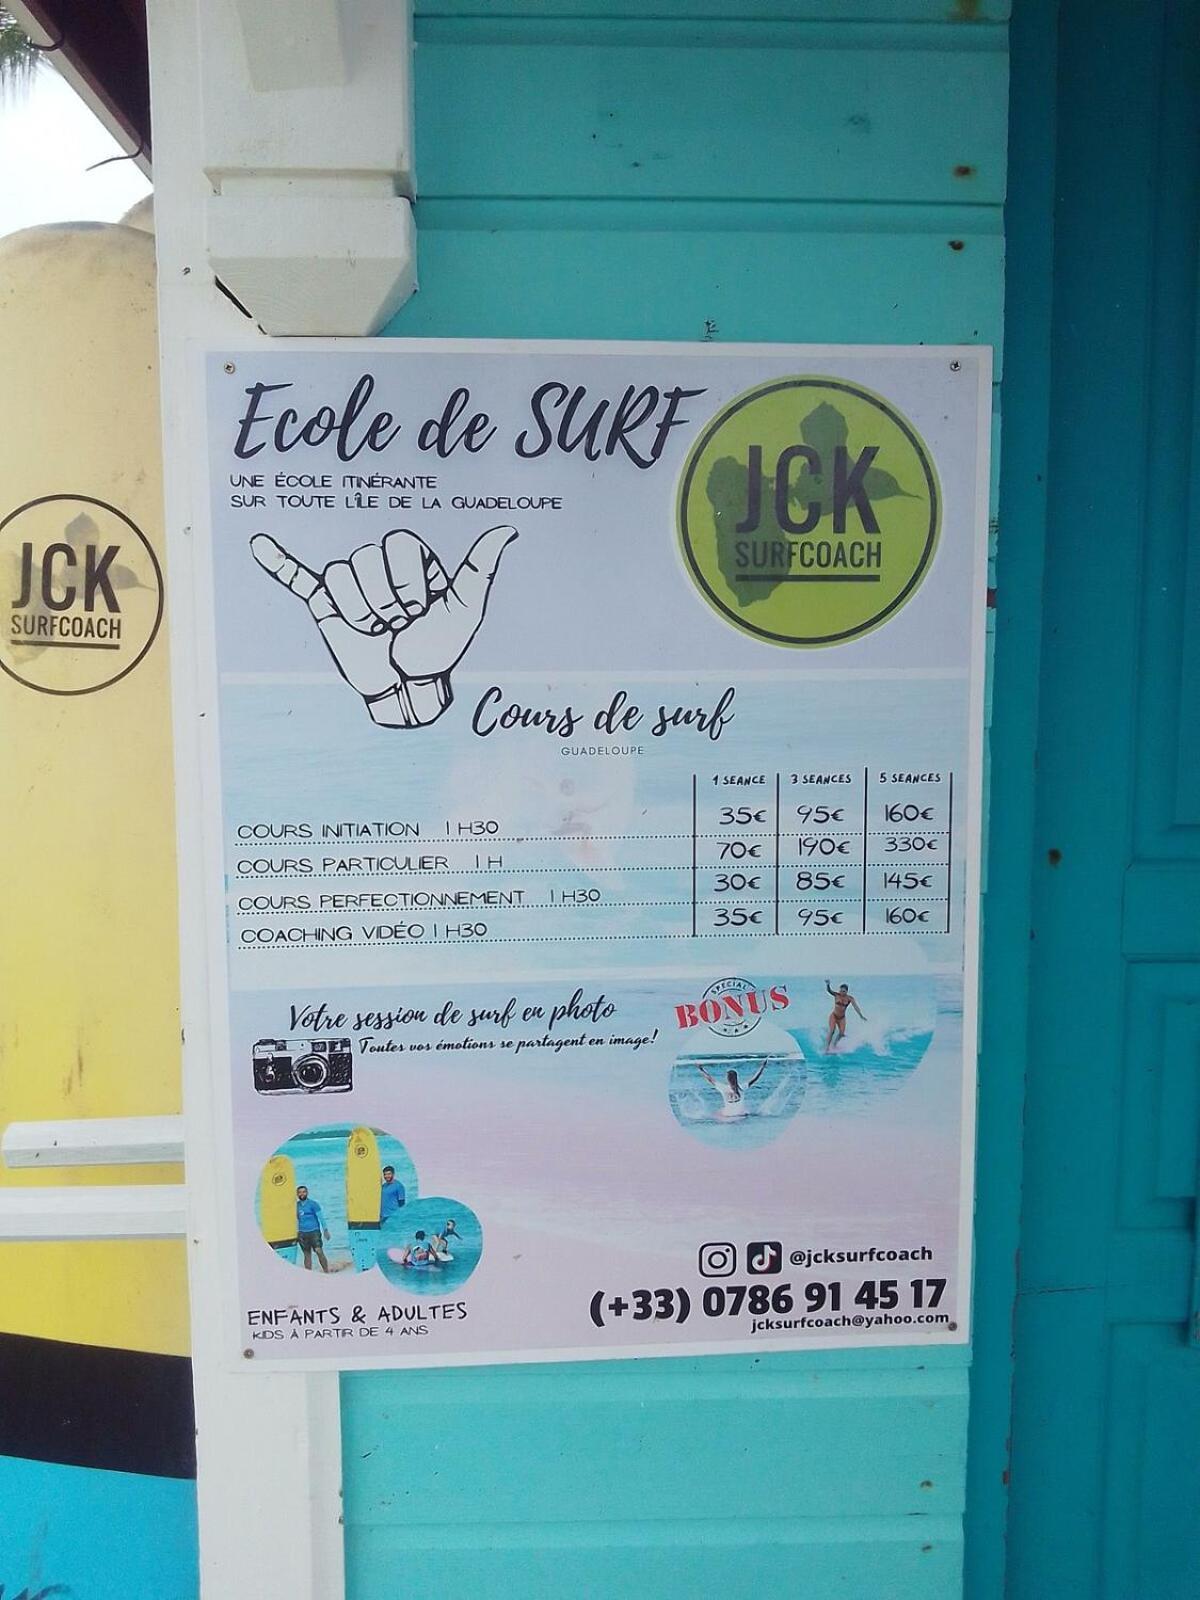 Ecole de SURF
UNE ÉCOLE ITINÉRANTE
SUR TOUTE L'ÎLE DE LA GUADELOUPE
JCK
SURFCOACH
JCK
SURFCOACH
Cours de surf
GUADELOUPE
1 SEANCE 3 SEANCES 5 SEANCES
COURS INITIATION 1 H30 35€ 95€ 160€
COURS PARTICULIER 1 H 70€ 190€ 330€
COURS PERFECTIONNEMENT 1 H30 30€ 85€ 145€
COACHING VIDÉO 1 H30 35€ 95€ 160€
Votre session de surf en photo
Toutes vos émotions se partagent en image!
SPECIAL
BONUS
ENFANTS & ADULTES
KIDS À PARTIR DE 4 ANS
@jcksurfcoach
(+33) 0786 91 45 17
jcksurfcoach@yahoo.com